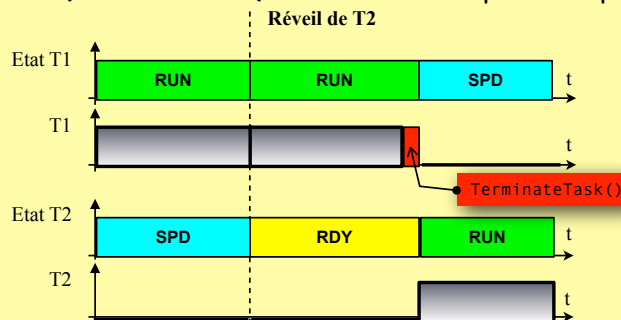 Réveil de T2
Etat T1
RUN
RUN
SPD
t
T1
t
TerminateTask()
Etat T2
SPD
RDY
RUN
t
T2
t